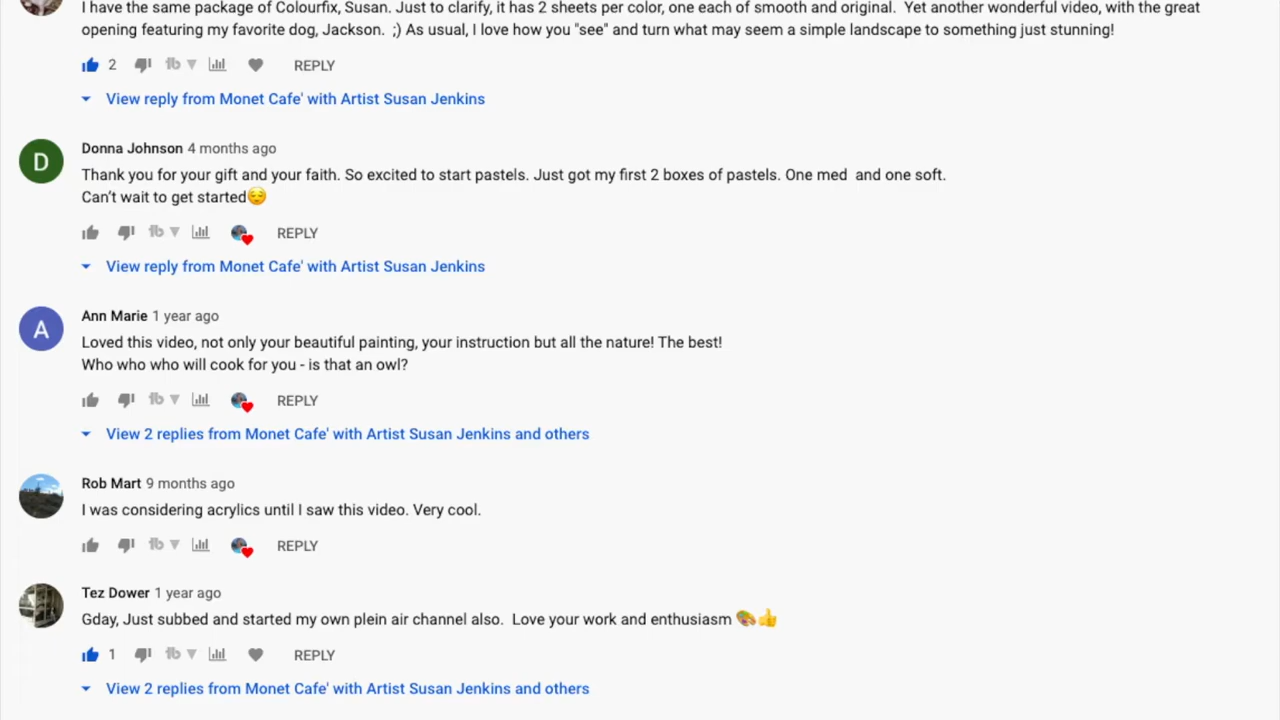 I have the same package of Colourfix, Susan. Just to clarify, it has 2 sheets per color, one each of smooth and original.  Yet another wonderful video, with the great
opening featuring my favorite dog, Jackson.  ;) As usual, I love how you "see" and turn what may seem a simple landscape to something just stunning!
2 REPLY
View reply from Monet Cafe' with Artist Susan Jenkins
Donna Johnson 4 months ago
D
Thank you for your gift and your faith. So excited to start pastels. Just got my first 2 boxes of pastels. One med  and one soft.
Can't wait to get started😌
REPLY
View reply from Monet Cafe' with Artist Susan Jenkins
Ann Marie 1 year ago
A
Loved this video, not only your beautiful painting, your instruction but all the nature! The best!
Who who who will cook for you - is that an owl?
REPLY
View 2 replies from Monet Cafe' with Artist Susan Jenkins and others
Rob Mart 9 months ago
I was considering acrylics until I saw this video. Very cool.
REPLY
Tez Dower 1 year ago
Gday, Just subbed and started my own plein air channel also.  Love your work and enthusiasm 🎨👍
1 REPLY
View 2 replies from Monet Cafe' with Artist Susan Jenkins and others